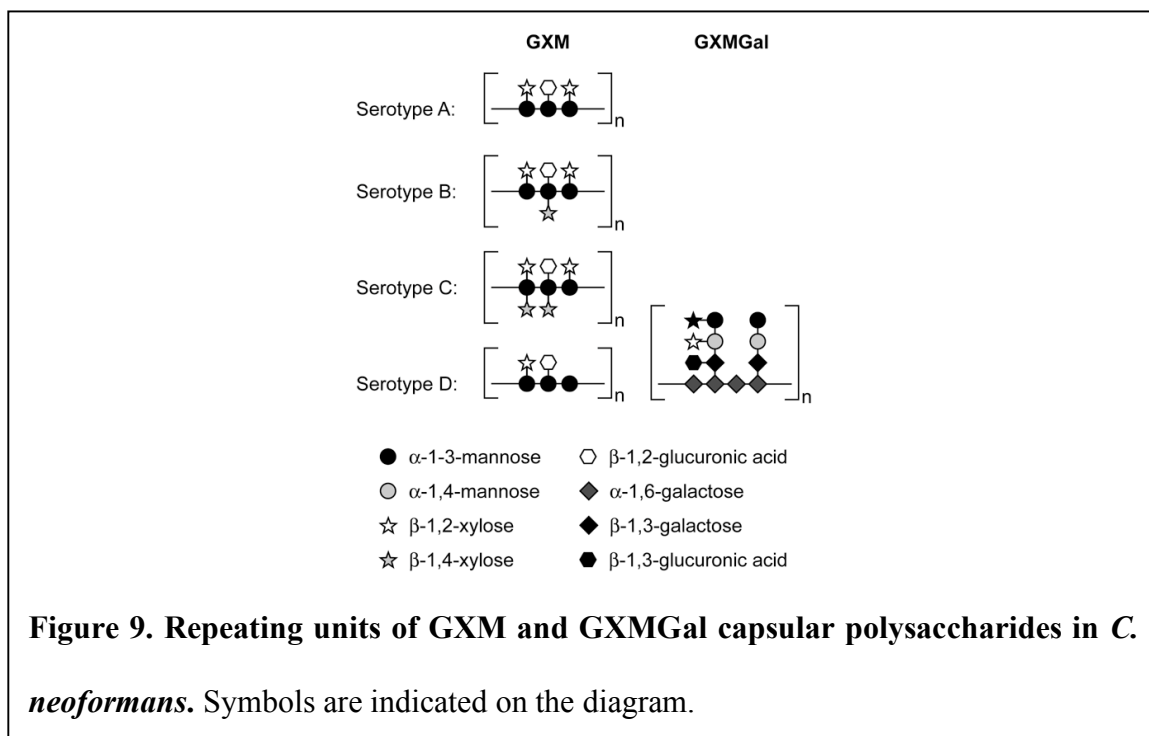 GXM GXMGal
Serotype A: n
Serotype B: n
Serotype C: n
Serotype D: n n
α-1-3-mannose β-1,2-glucuronic acid
α-1,4-mannose α-1,6-galactose
β-1,2-xylose β-1,3-galactose
β-1,4-xylose β-1,3-glucuronic acid
Figure 9. Repeating units of GXM and GXMGal capsular polysaccharides in C.
neoformans. Symbols are indicated on the diagram.